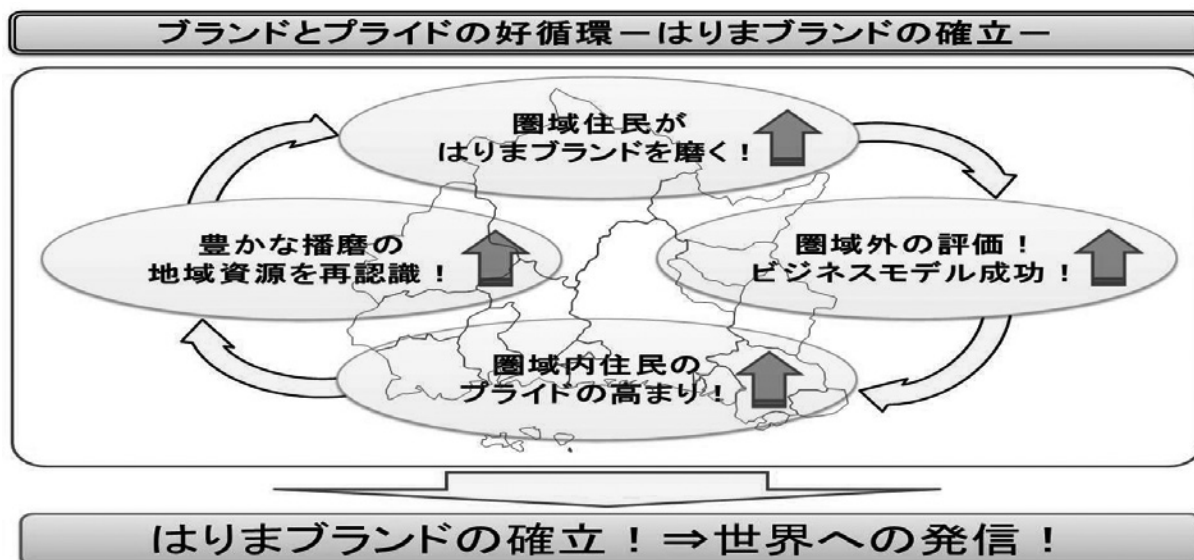 ブランドとプライドの好循環－はりまブランドの確立－
圏域住民が
はりまブランドを磨く！
豊かな播磨の
地域資源を再認識！
圏域外の評価！
ビジネスモデル成功！
圏域内住民の
プライドの高まり！
はりまブランドの確立！⇒世界への発信！